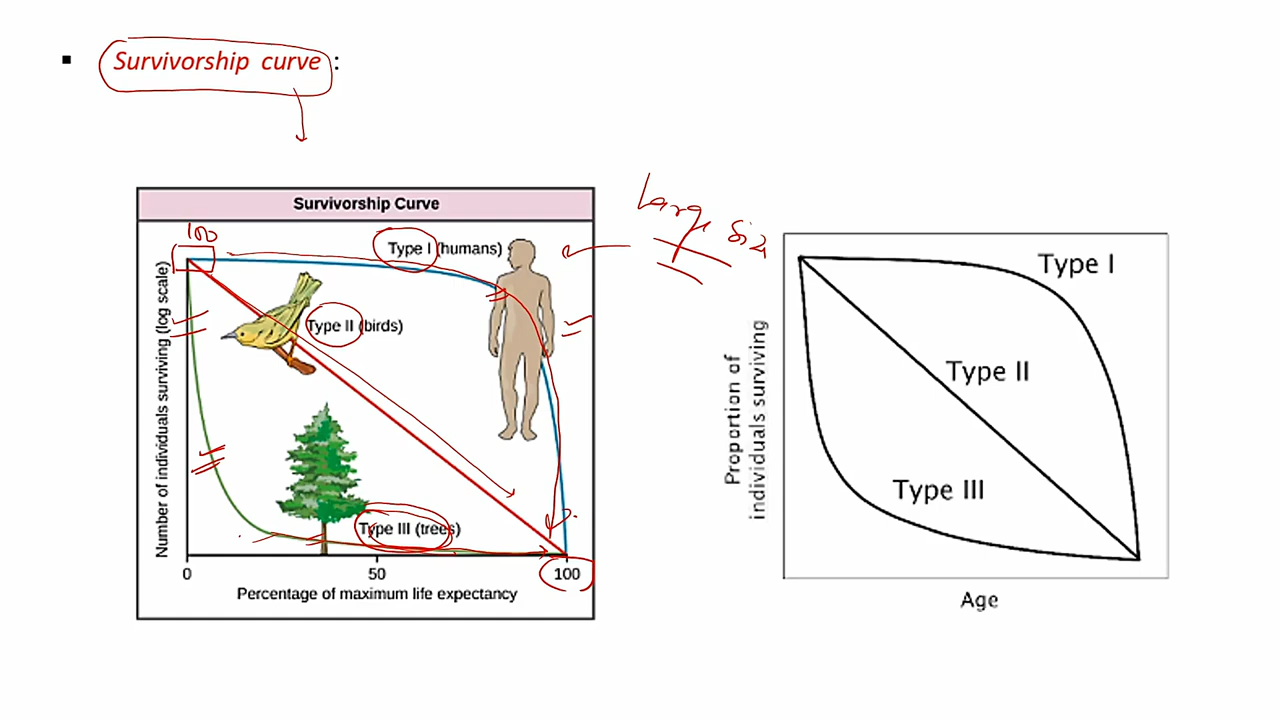 ▪ Survivorship curve :
Survivorship Curve
100
Type I (humans)
Type II (birds)
Type III (trees)
Number of individuals surviving (log scale)
0 50 100
Percentage of maximum life expectancy
Large Size
Type I
Type II
Type III
Proportion of
individuals surviving
Age